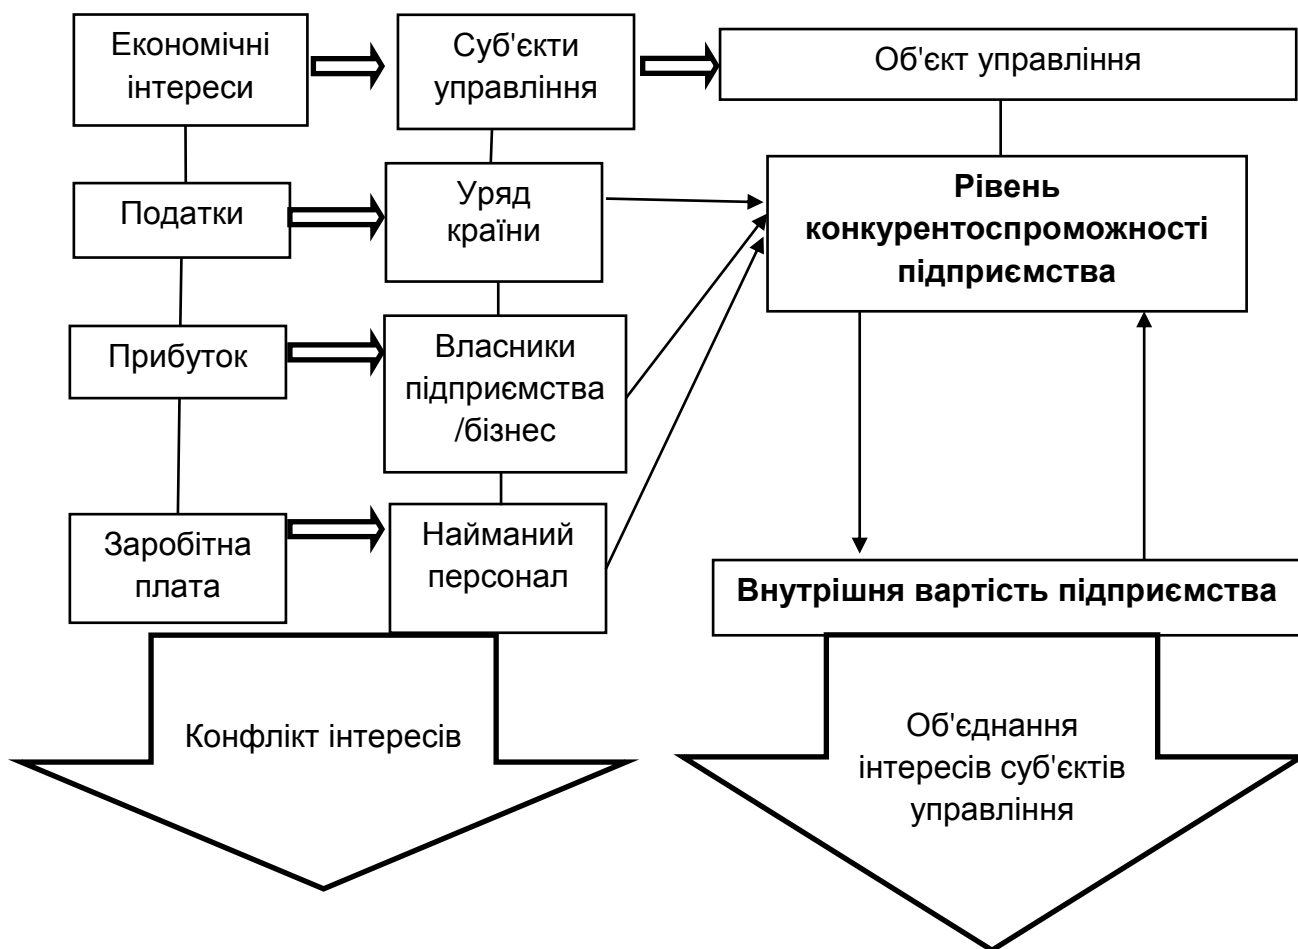 Економічні
інтереси
Суб'єкти
управління
Об'єкт управління
Податки
Уряд
країни
Рівень
конкурентоспроможності
підприємства
Прибуток
Власники
підприємства
/бізнес
Заробітна
плата
Найманий
персонал
Внутрішня вартість підприємства
Конфлікт інтересів
Об'єднання
інтересів суб'єктів
управління